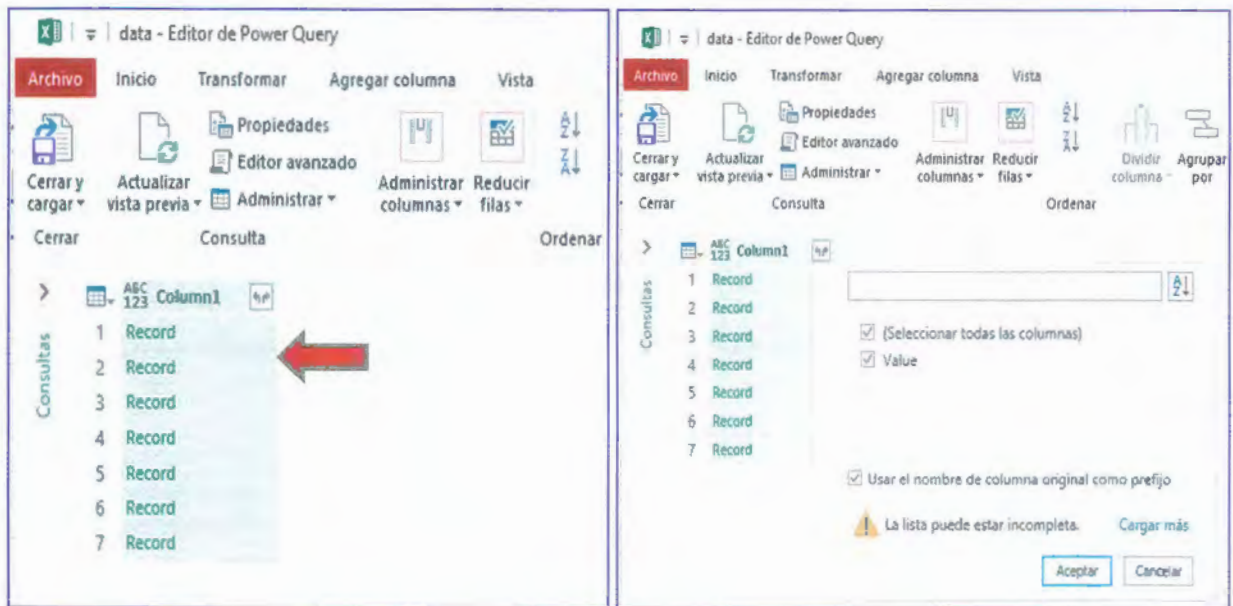 data - Editor de Power Query
Archivo Inicio Transformar Agregar columna Vista
Cerrar y cargar
Actualizar vista previa
Propiedades
Editor avanzado
Administrar
Administrar columnas
Reducir filas
Cerrar Consulta Ordenar
Consultas
ABC 123 Column1
1 Record
2 Record
3 Record
4 Record
5 Record
6 Record
7 Record
data - Editor de Power Query
Archivo Inicio Transformar Agregar columna Vista
Cerrar y cargar
Actualizar vista previa
Propiedades
Editor avanzado
Administrar
Administrar columnas
Reducir filas
Dividir columna
Agrupar por
Cerrar Consulta Ordenar
Consultas
ABC 123 Column1
1 Record
2 Record
3 Record
4 Record
5 Record
6 Record
7 Record
(Seleccionar todas las columnas)
Value
Usar el nombre de columna original como prefijo
La lista puede estar incompleta. Cargar más
Aceptar Cancelar